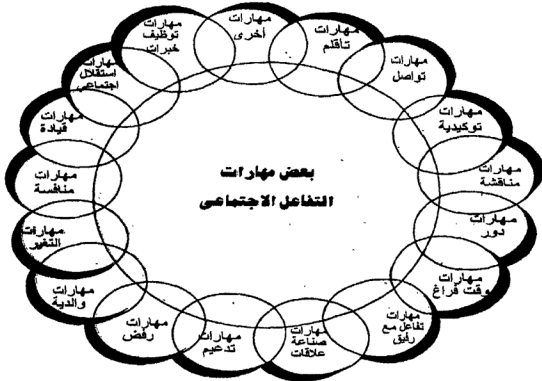 بعض مهارات
التفاعل الاجتماعى
مهارات
أخرى
مهارات
تأقلم
مهارات
تواصل
مهارات
توكيدية
مهارات
مناقشة
مهارات
دور
مهارات
وقت فراغ
مهارات
تفاعل مع
رفيق
مهارات
صناعة
علاقات
مهارات
تدعيم
مهارات
رفض
مهارات
والدية
مهارات
التغير
مهارات
منافسة
مهارات
قيادة
مهارات
استقلال
اجتماعى
مهارات
توظيف
خبرات